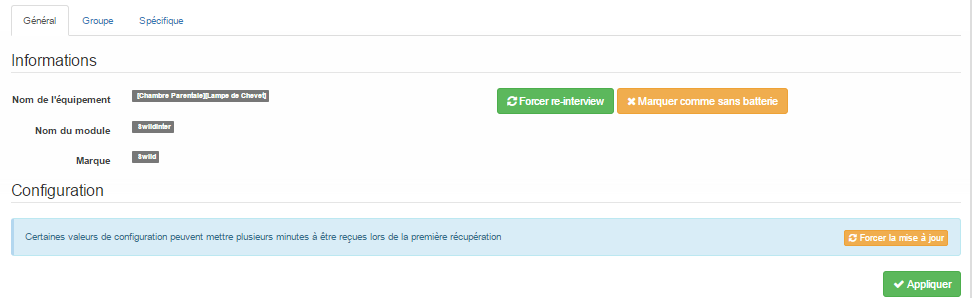 Général Groupe Spécifique
Informations
Nom de l'équipement [Chambre Parentale][Lampe de Chevet] Forcer re-interview Marquer comme sans batterie
Nom du module Swiidinter
Marque Swiid
Configuration
Certaines valeurs de configuration peuvent mettre plusieurs minutes à être reçues lors de la première récupération Forcer la mise à jour
Appliquer